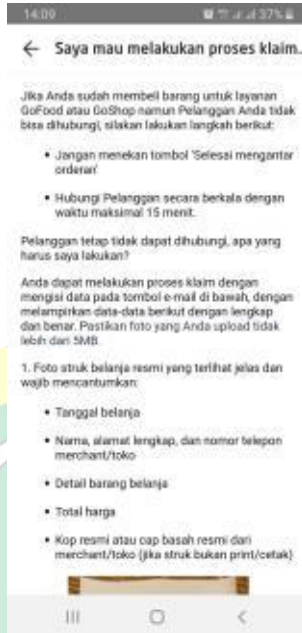 14:09
37%
Saya mau melakukan proses klaim..
Jika Anda sudah membeli barang untuk layanan
GoFood atau GoShop namun Pelanggan Anda tidak
bisa dihubungi, silakan lakukan langkah berikut:
• Jangan menekan tombol 'Selesai mengantar
orderan'
• Hubungi Pelanggan secara berkala dengan
waktu maksimal 15 menit.
Pelanggan tetap tidak dapat dihubungi, apa yang
harus saya lakukan?
Anda dapat melakukan proses klaim dengan
mengisi data pada tombol e-mail di bawah, dengan
melampirkan data-data berikut dengan lengkap
dan benar. Pastikan foto yang Anda upload tidak
lebih dari 5MB.
1. Foto struk belanja resmi yang terlihat jelas dan
wajib mencantumkan:
• Tanggal belanja
• Nama, alamat lengkap, dan nomor telepon
merchant/toko
• Detail barang belanja
• Total harga
• Kop resmi atau cap basah resmi dari
merchant/toko (jika struk bukan print/cetak)